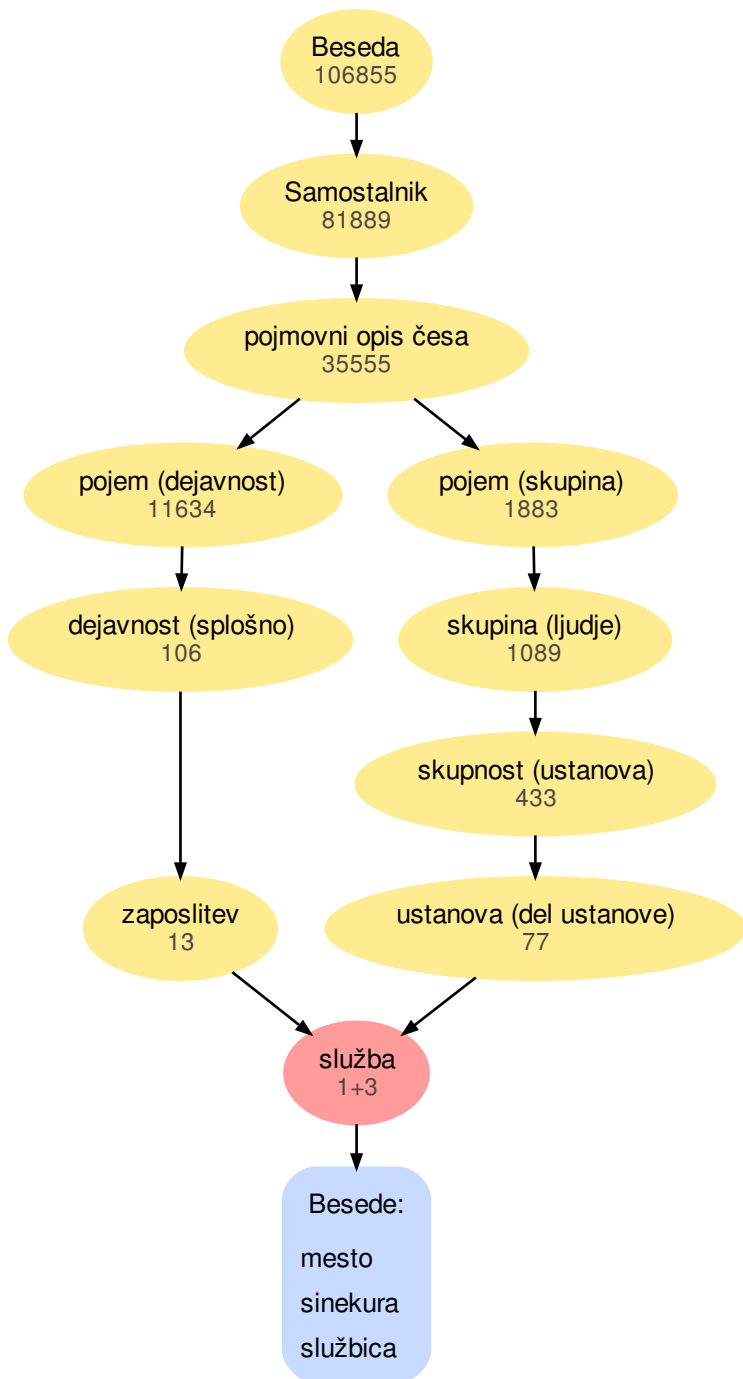 Beseda
106855
Samostalnik
81889
pojmovni opis česa
35555
pojem (dejavnost)
11634
pojem (skupina)
1883
dejavnost (splošno)
106
skupina (ljudje)
1089
skupnost (ustanova)
433
zaposlitev
13
ustanova (del ustanove)
77
služba
1+3
Besede:
mesto
sinekura
službica